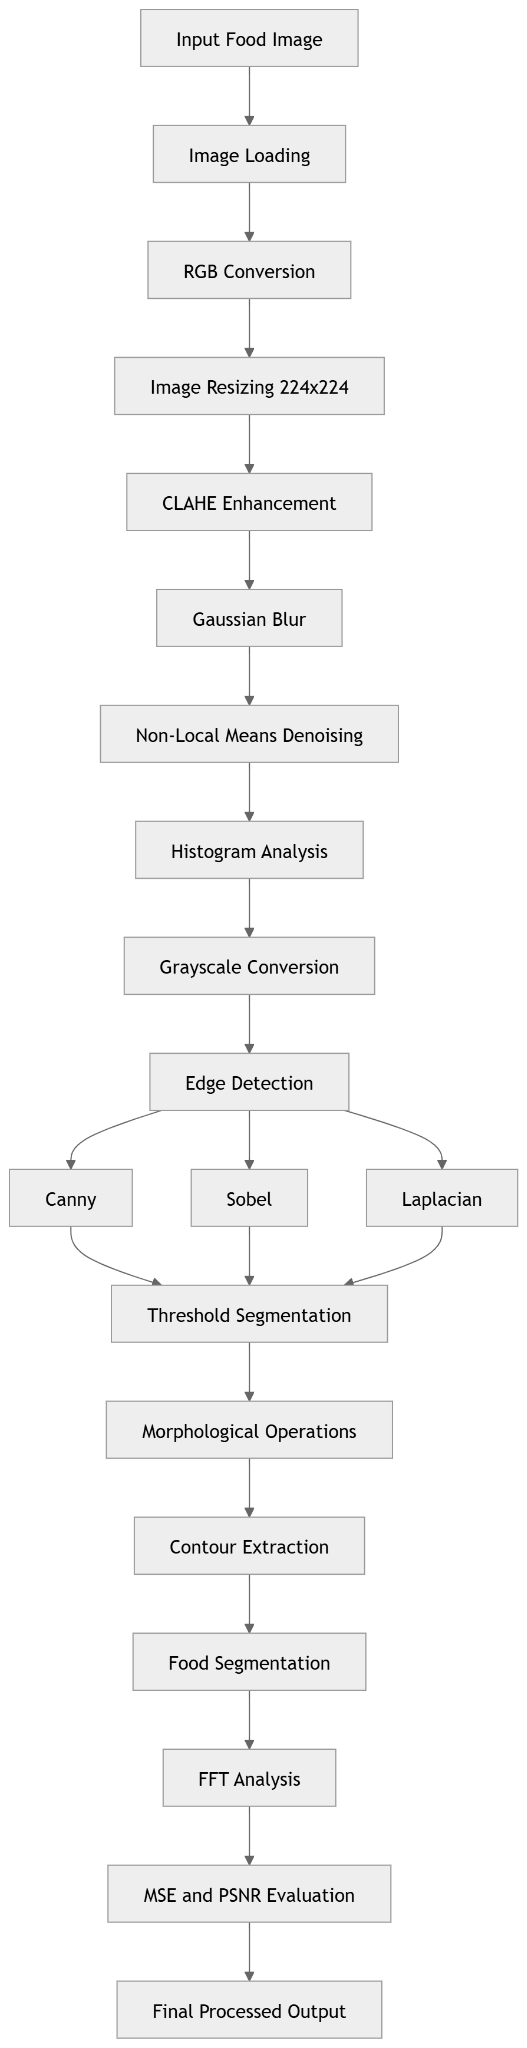 Input Food Image
Image Loading
RGB Conversion
Image Resizing 224x224
CLAHE Enhancement
Gaussian Blur
Non-Local Means Denoising
Histogram Analysis
Grayscale Conversion
Edge Detection
Canny
Sobel
Laplacian
Threshold Segmentation
Morphological Operations
Contour Extraction
Food Segmentation
FFT Analysis
MSE and PSNR Evaluation
Final Processed Output